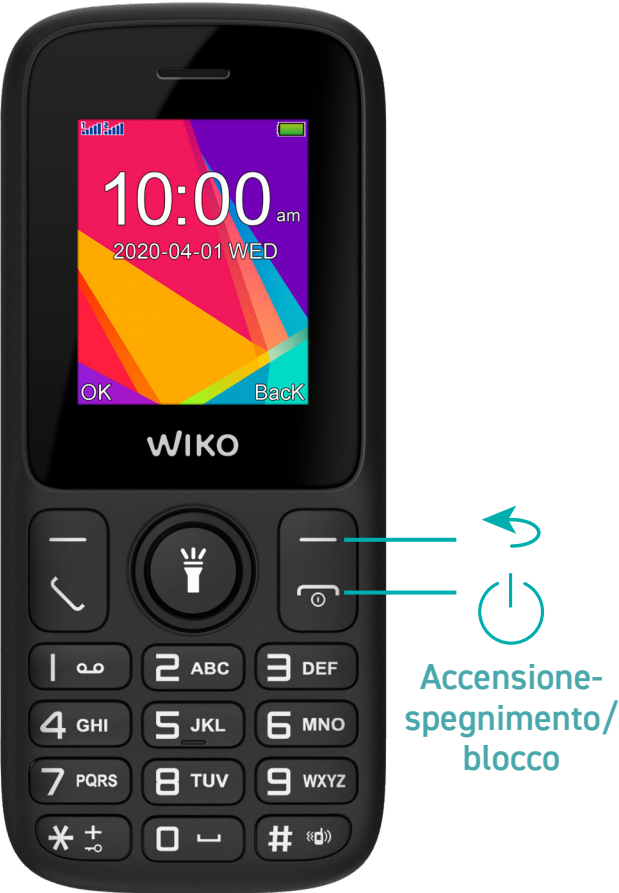 10:00 am
2020-04-01 WED
OK BacK
WIKO
1
2 ABC
3 DEF
4 GHI
5 JKL
6 MNO
7 PQRS
8 TUV
9 WXYZ
* +
0
#
Accensione-
spegnimento/
blocco